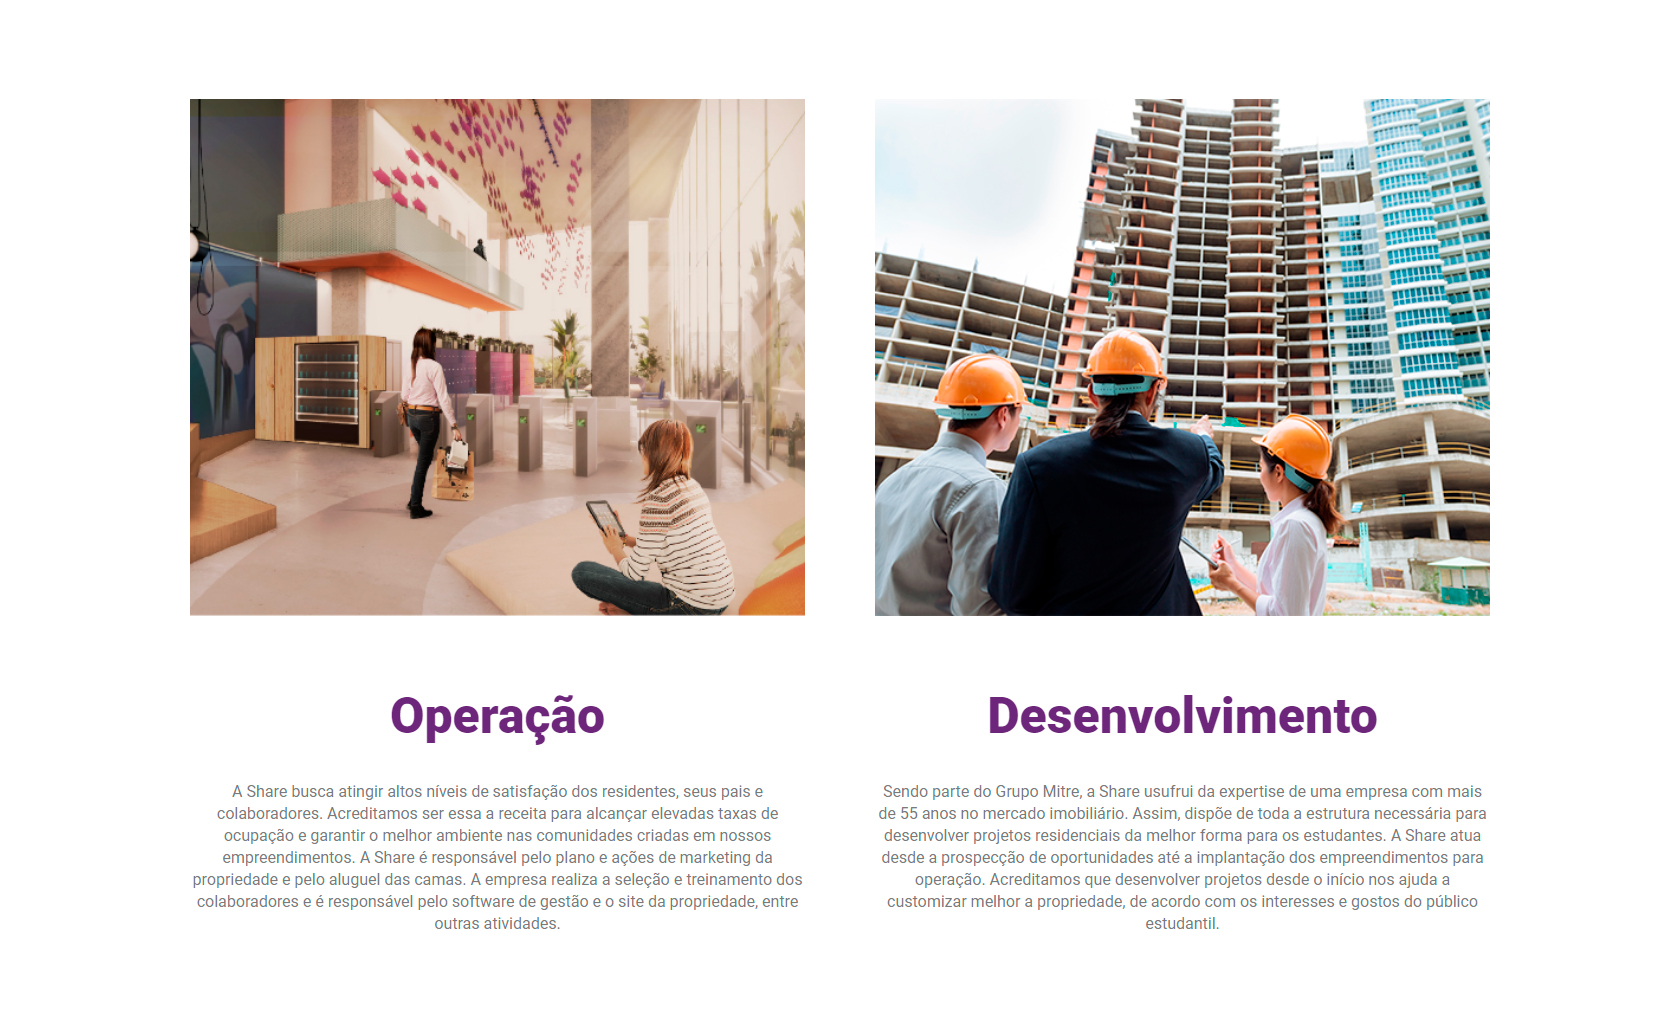 Operação
A Share busca atingir altos níveis de satisfação dos residentes, seus pais e
colaboradores. Acreditamos ser essa a receita para alcançar elevadas taxas de
ocupação e garantir o melhor ambiente nas comunidades criadas em nossos
empreendimentos. A Share é responsável pelo plano e ações de marketing da
propriedade e pelo aluguel das camas. A empresa realiza a seleção e treinamento dos
colaboradores e é responsável pelo software de gestão e o site da propriedade, entre
outras atividades.
Desenvolvimento
Sendo parte do Grupo Mitre, a Share usufrui da expertise de uma empresa com mais
de 55 anos no mercado imobiliário. Assim, dispõe de toda a estrutura necessária para
desenvolver projetos residenciais da melhor forma para os estudantes. A Share atua
desde a prospecção de oportunidades até a implantação dos empreendimentos para
operação. Acreditamos que desenvolver projetos desde o início nos ajuda a
customizar melhor a propriedade, de acordo com os interesses e gostos do público
estudantil.